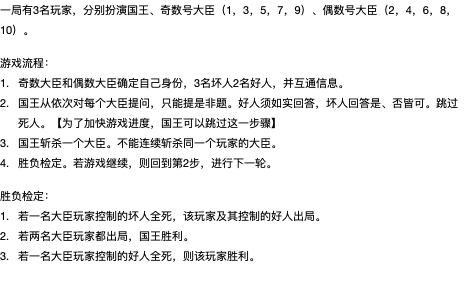 一局有3名玩家，分别扮演国王、奇数号大臣（1，3，5，7，9）、偶数号大臣（2，4，6，8，
10）。
游戏流程：
1. 奇数大臣和偶数大臣确定自己身份，3名坏人2名好人，并互通信息。
2. 国王从依次对每个大臣提问，只能提是非题。好人须如实回答，坏人回答是、否皆可。跳过
死人。【为了加快游戏进度，国王可以跳过这一步骤】
3. 国王斩杀一个大臣。不能连续斩杀同一个玩家的大臣。
4. 胜负检定。若游戏继续，则回到第2步，进行下一轮。
胜负检定：
1. 若一名大臣玩家控制的坏人全死，该玩家及其控制的好人出局。
2. 若两名大臣玩家都出局，国王胜利。
3. 若一名大臣玩家控制的好人全死，则该玩家胜利。